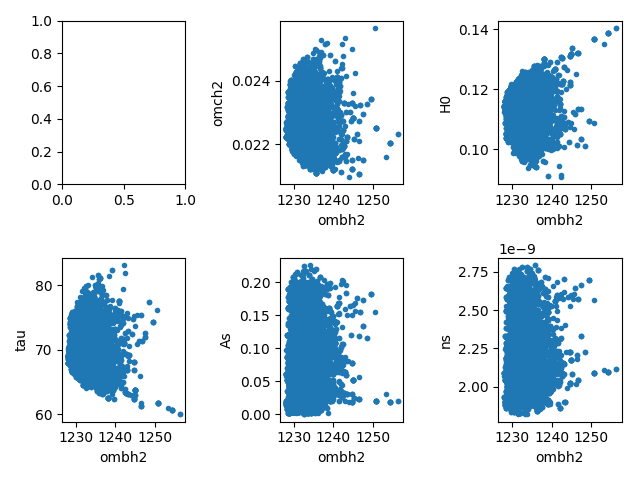 1.0
0.8
0.6
0.4
0.2
0.0
0.0 0.5 1.0
omch2
0.024
0.022
1230 1240 1250
ombh2
H0
0.14
0.12
0.10
1230 1240 1250
ombh2
tau
80
70
60
1230 1240 1250
ombh2
As
0.20
0.15
0.10
0.05
0.00
1230 1240 1250
ombh2
1e−9
ns
2.75
2.50
2.25
2.00
1230 1240 1250
ombh2